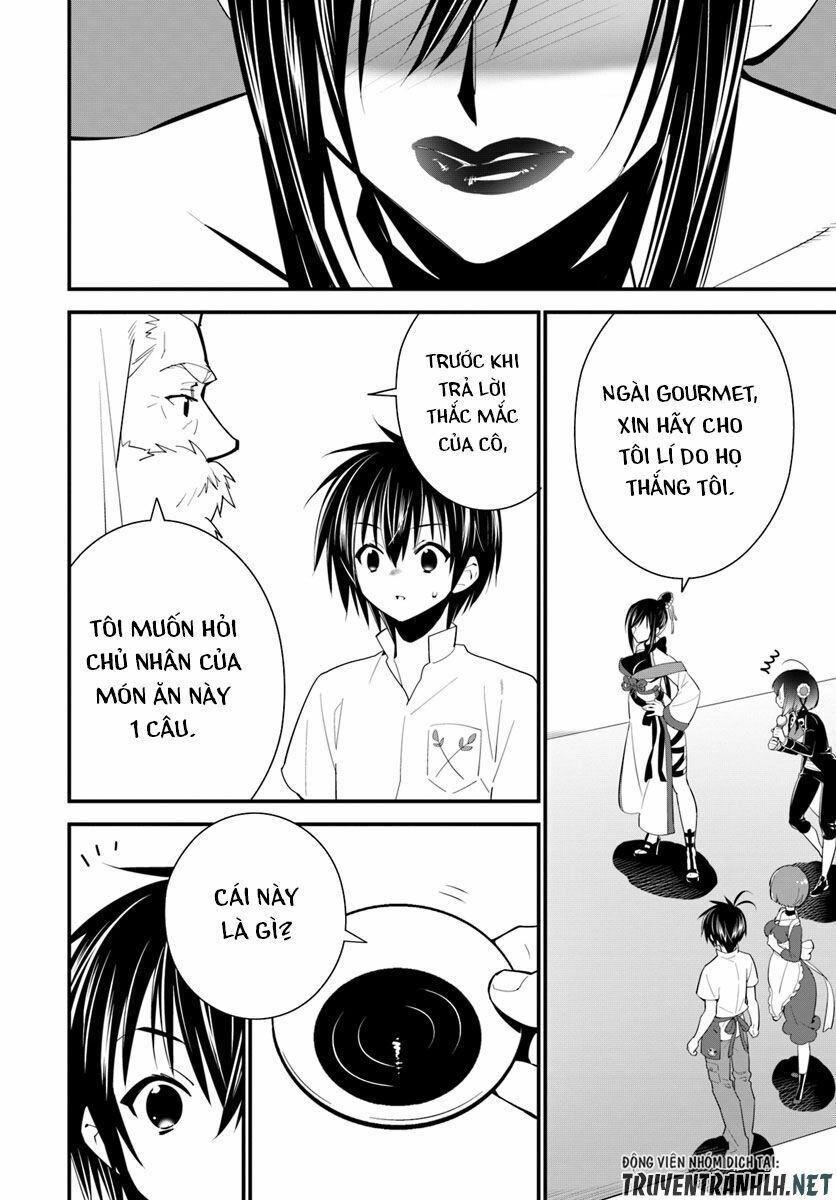 NGÀI GOURMET,
XIN HÃY CHO
TÔI LÍ DO HỌ
THẮNG TÔI.
TRƯỚC KHI
TRẢ LỜI
THẮC MẮC
CỦA CÔ,
TÔI MUỐN HỎI
CHỦ NHÂN CỦA
MÓN ĂN NÀY
1 CÂU.
CÁI NÀY
LÀ GÌ?
ĐỘNG VIÊN NHÓM DỊCH TẠI:
TRUYENTRANHLH.NET